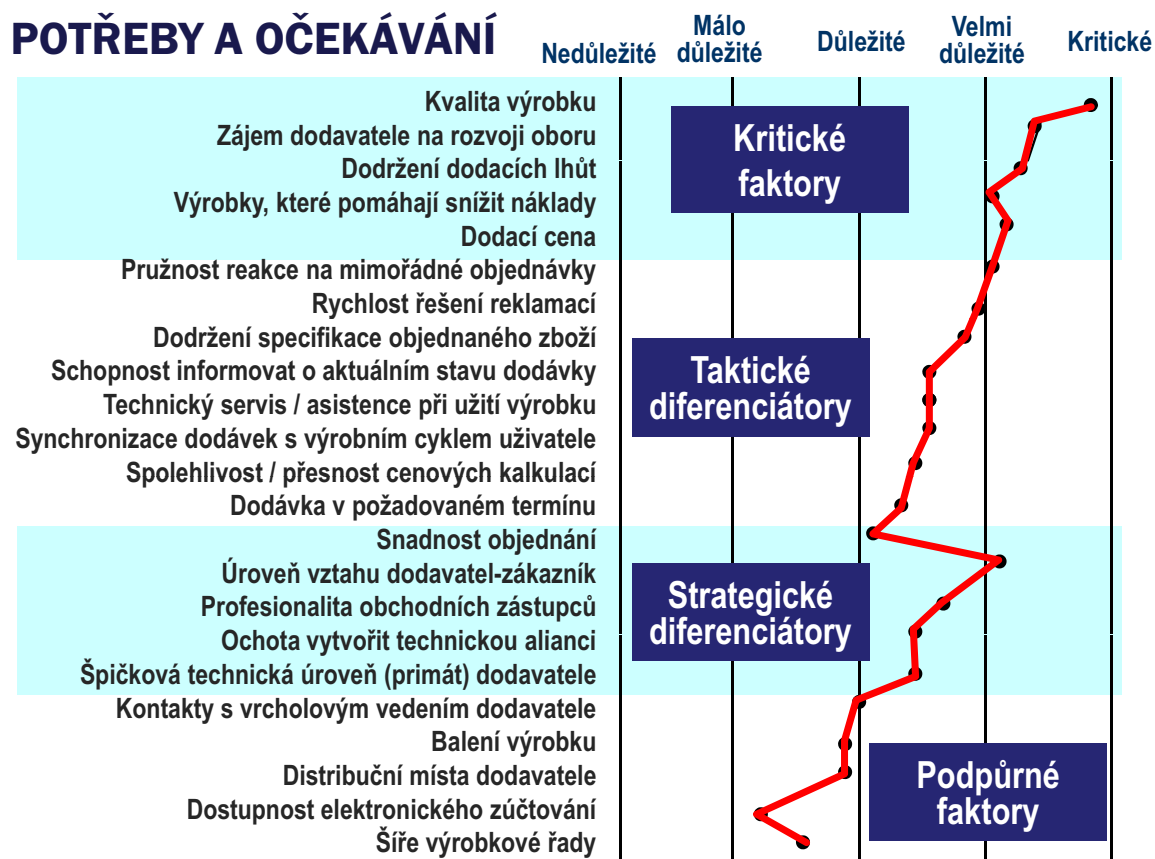 POTŘEBY A OČEKÁVÁNÍ
Nedůležité
Málo
důležité
Důležité
Velmi
důležité
Kritické
Kvalita výrobku
Zájem dodavatele na rozvoji oboru
Dodržení dodacích lhůt
Výrobky, které pomáhají snížit náklady
Dodací cena
Kritické
faktory
Pružnost reakce na mimořádné objednávky
Rychlost řešení reklamací
Dodržení specifikace objednaného zboží
Schopnost informovat o aktuálním stavu dodávky
Technický servis / asistence při užití výrobku
Synchronizace dodávek s výrobním cyklem uživatele
Spolehlivost / přesnost cenových kalkulací
Dodávka v požadovaném termínu
Taktické
diferenciátory
Snadnost objednání
Úroveň vztahu dodavatel-zákazník
Profesionalita obchodních zástupců
Ochota vytvořit technickou alianci
Špičková technická úroveň (primát) dodavatele
Strategické
diferenciátory
Kontakty s vrcholovým vedením dodavatele
Balení výrobku
Distribuční místa dodavatele
Dostupnost elektronického zúčtování
Šíře výrobkové řady
Podpůrné
faktory